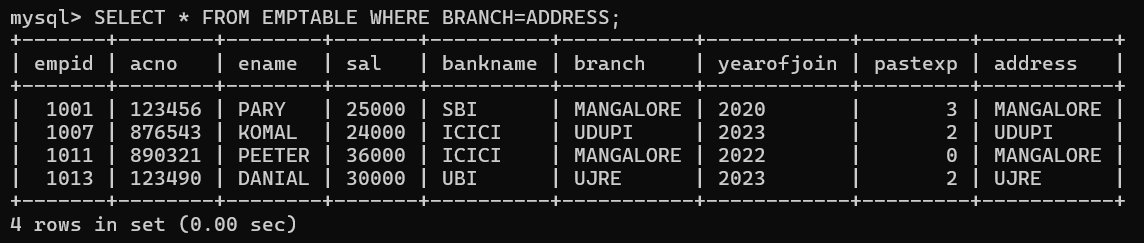 mysql> SELECT * FROM EMPTABLE WHERE BRANCH=ADDRESS;
+-------+--------+--------+-------+----------+-----------+------------+---------+-----------+
| empid | acno   | ename  | sal   | bankname | branch    | yearofjoin | pastexp | address   |
+-------+--------+--------+-------+----------+-----------+------------+---------+-----------+
|  1001 | 123456 | PARY   | 25000 | SBI      | MANGALORE | 2020       |       3 | MANGALORE |
|  1007 | 876543 | KOMAL  | 24000 | ICICI    | UDUPI     | 2023       |       2 | UDUPI     |
|  1011 | 890321 | PEETER | 36000 | ICICI    | MANGALORE | 2022       |       0 | MANGALORE |
|  1013 | 123490 | DANIAL | 30000 | UBI      | UJRE      | 2023       |       2 | UJRE      |
+-------+--------+--------+-------+----------+-----------+------------+---------+-----------+
4 rows in set (0.00 sec)